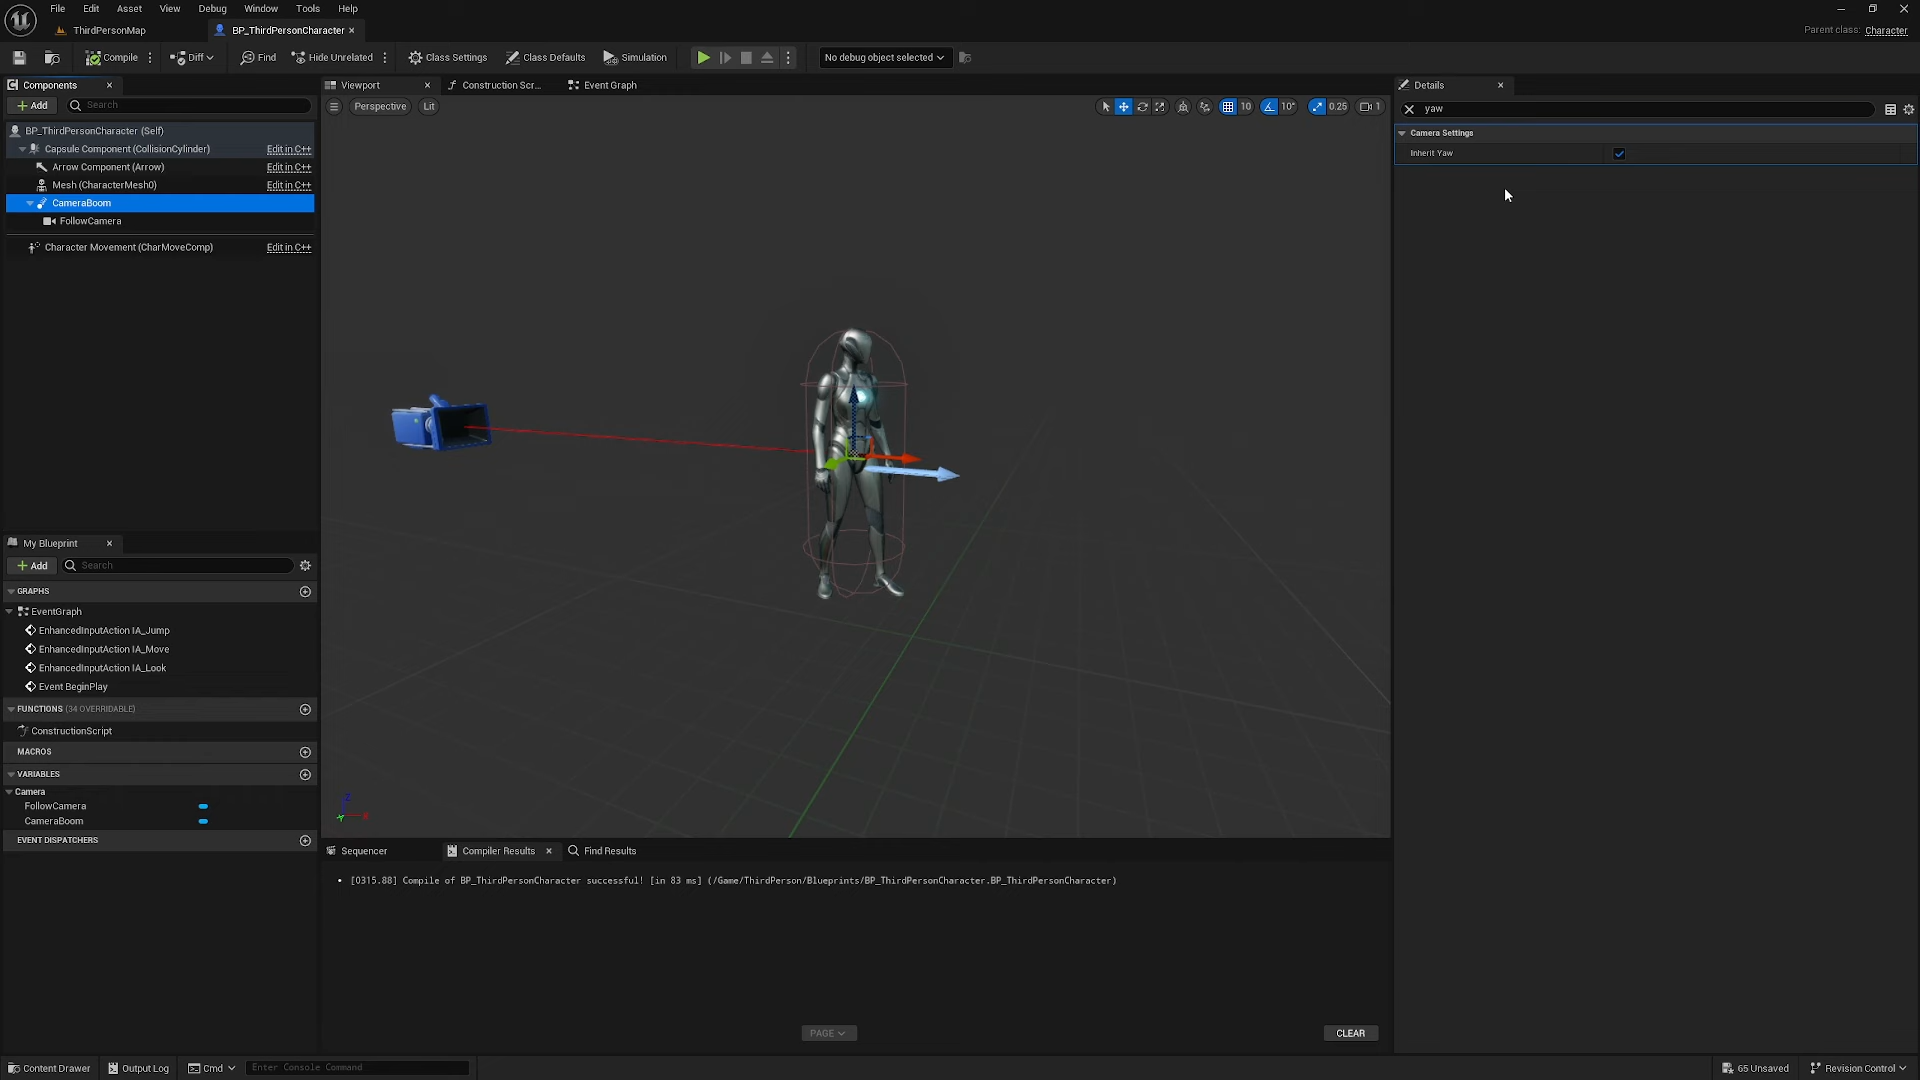 File Edit Asset View Debug Window Tools Help
ThirdPersonMap
BP_ThirdPersonCharacter
Parent class: Character
Compile
Diff
Find
Hide Unrelated
Class Settings
Class Defaults
Simulation
No debug object selected
Components
Add
Search
BP_ThirdPersonCharacter (Self)
Capsule Component (CollisionCylinder) Edit in C++
Arrow Component (Arrow) Edit in C++
Mesh (CharacterMesh0) Edit in C++
CameraBoom
FollowCamera
Character Movement (CharMoveComp) Edit in C++
Viewport
Construction Scr...
Event Graph
Perspective
Lit
10
10°
0.25
1
Z
X
Y
Details
yaw
Camera Settings
Inherit Yaw
My Blueprint
Add
Search
GRAPHS
EventGraph
EnhancedInputAction IA_Jump
EnhancedInputAction IA_Move
EnhancedInputAction IA_Look
Event BeginPlay
FUNCTIONS (34 OVERRIDABLE)
ConstructionScript
MACROS
VARIABLES
Camera
FollowCamera
CameraBoom
EVENT DISPATCHERS
Sequencer
Compiler Results
Find Results
• [0315.88] Compile of BP_ThirdPersonCharacter successful! [in 83 ms] (/Game/ThirdPerson/Blueprints/BP_ThirdPersonCharacter.BP_ThirdPersonCharacter)
PAGE
CLEAR
Content Drawer
Output Log
Cmd
Enter Console Command
65 Unsaved
Revision Control